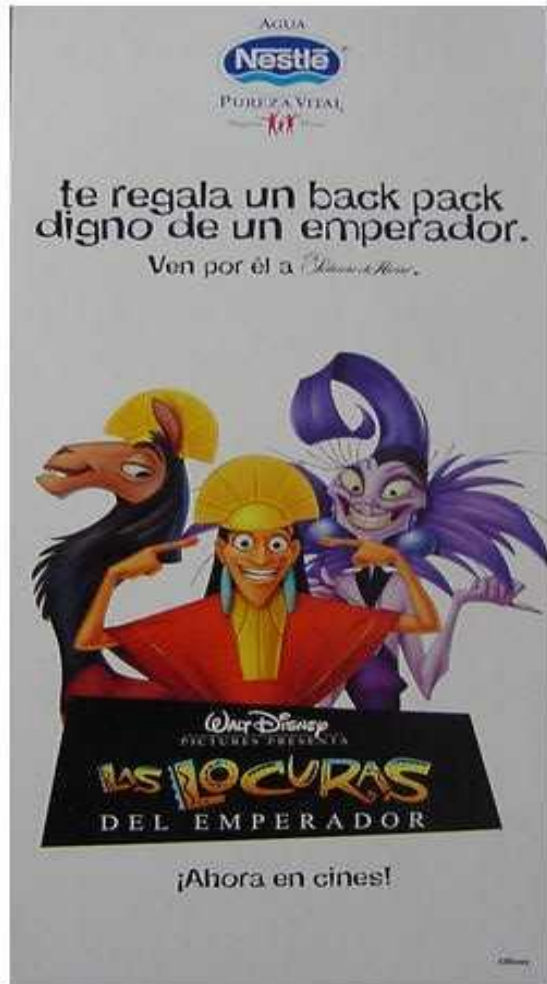 AGUA
Nestlé
PUREZA VITAL
te regala un back pack
digno de un emperador.
Ven por él a
WALT DISNEY
PICTURES PRESENTA
LAS LOCURAS
DEL EMPERADOR
¡Ahora en cines!
©Disney